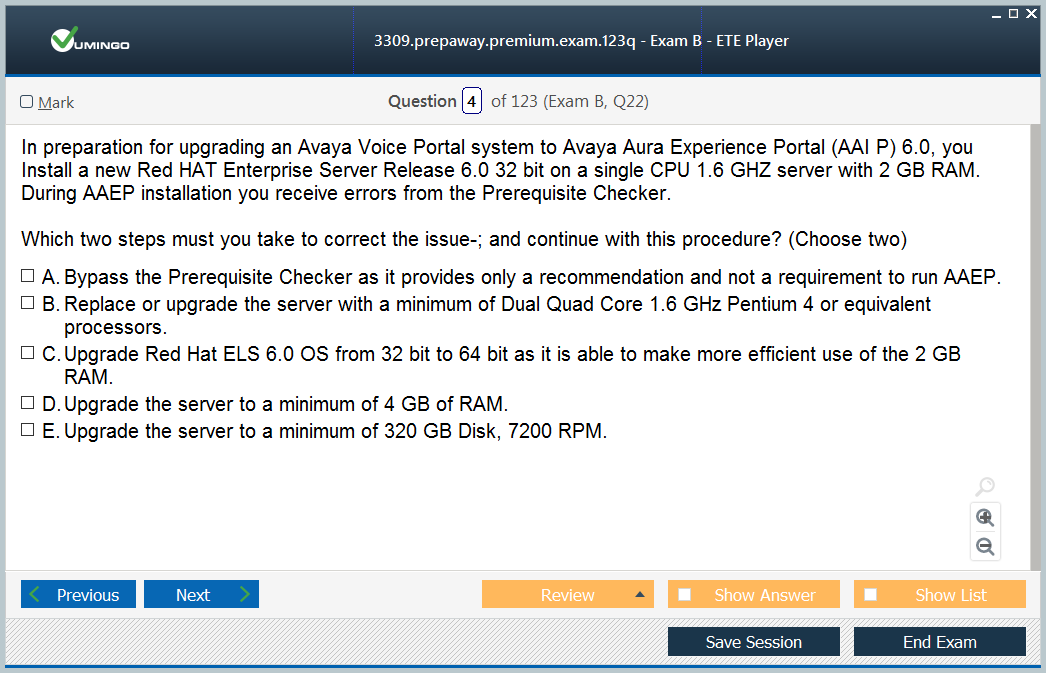 VUMINGO
3309.prepaway.premium.exam.123q - Exam B - ETE Player
Mark
Question 4 of 123 (Exam B, Q22)
In preparation for upgrading an Avaya Voice Portal system to Avaya Aura Experience Portal (AAI P) 6.0, you
Install a new Red HAT Enterprise Server Release 6.0 32 bit on a single CPU 1.6 GHZ server with 2 GB RAM.
During AAEP installation you receive errors from the Prerequisite Checker.
Which two steps must you take to correct the issue-; and continue with this procedure? (Choose two)
A. Bypass the Prerequisite Checker as it provides only a recommendation and not a requirement to run AAEP.
B. Replace or upgrade the server with a minimum of Dual Quad Core 1.6 GHz Pentium 4 or equivalent
processors.
C. Upgrade Red Hat ELS 6.0 OS from 32 bit to 64 bit as it is able to make more efficient use of the 2 GB
RAM.
D. Upgrade the server to a minimum of 4 GB of RAM.
E. Upgrade the server to a minimum of 320 GB Disk, 7200 RPM.
Previous Next Review Show Answer Show List
Save Session End Exam